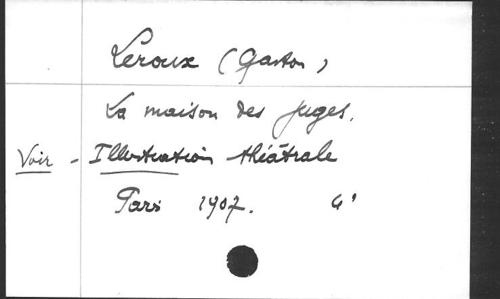 Leroux (Gaston)
La maison des juges.
Voir - Illustration théâtrale
Paris 1907. 4°